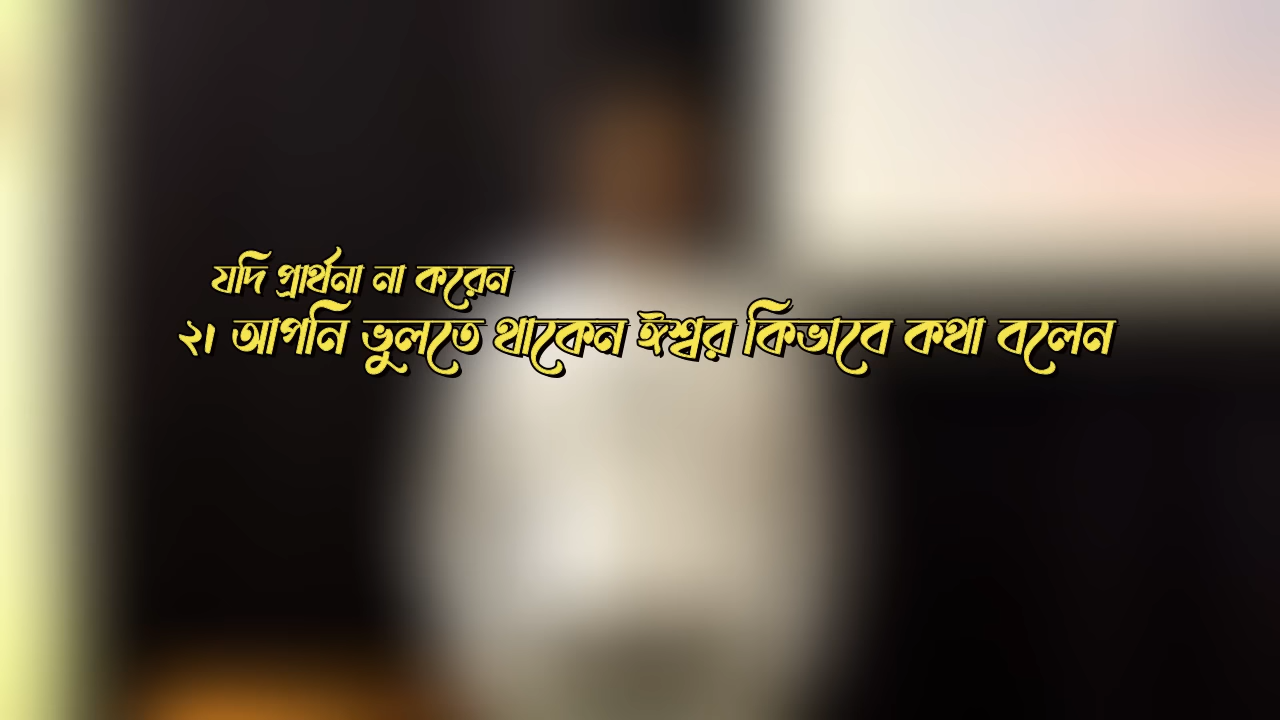 যদি প্রার্থনা না করেন
২। আপনি ভুলতে থাকেন ঈশ্বর কিভাবে কথা বলেন